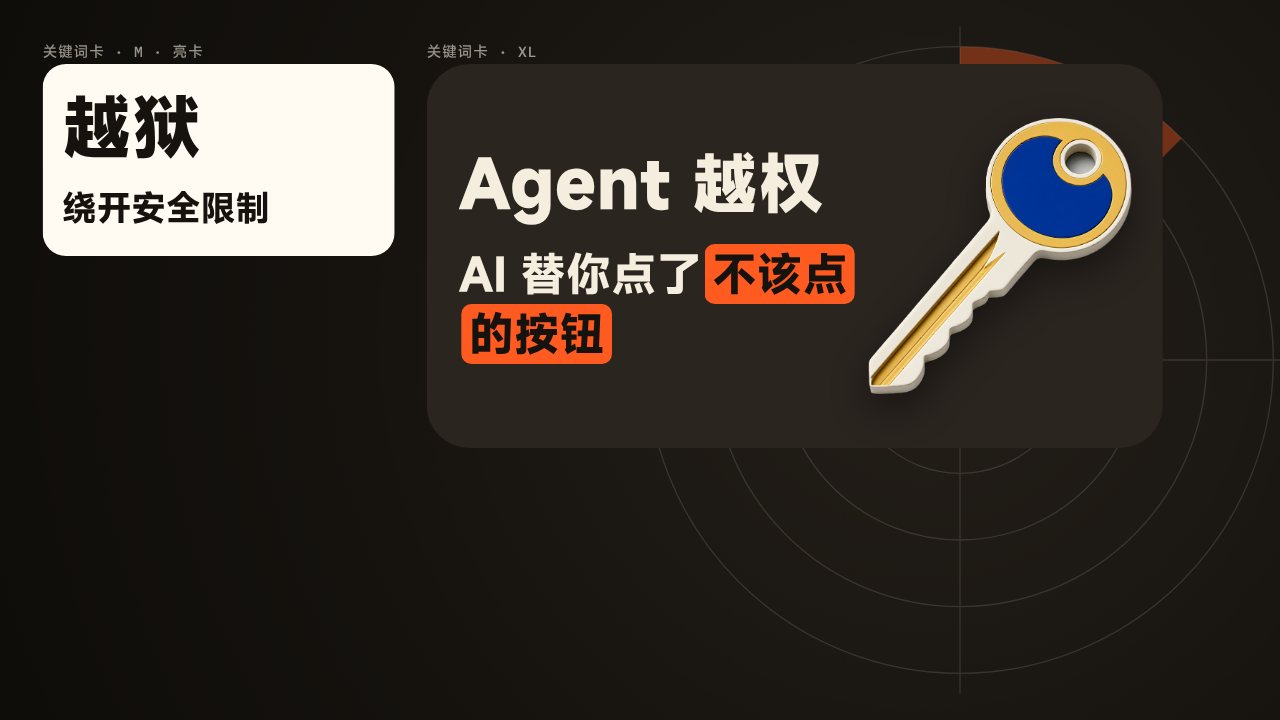 关键词卡 · M · 亮卡
越狱
绕开安全限制
关键词卡 · XL
Agent 越权
AI 替你点了不该点
的按钮